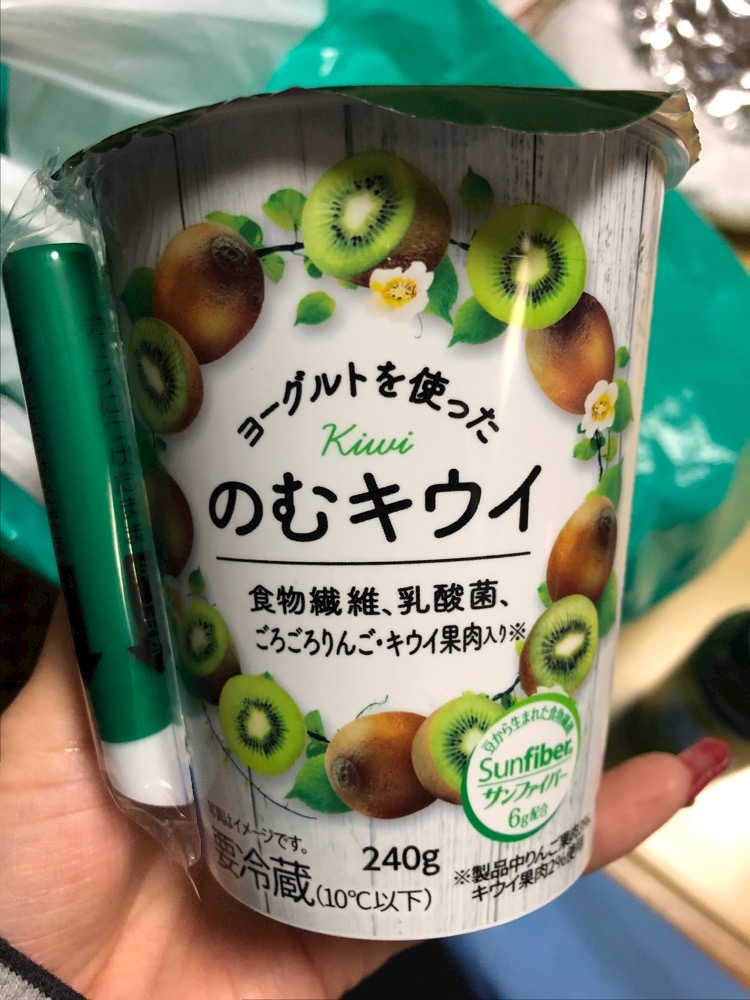 ヨーグルトを使った
Kiwi
のむキウイ
食物繊維、乳酸菌、
ごろごろりんご・キウイ果肉入り※
豆から生まれた食物繊維
Sunfiber®
サンファイバー
6g配合
写真はイメージです。
要冷蔵(10℃以下)
240g
※製品中りんご果肉
キウイ果肉2%使用